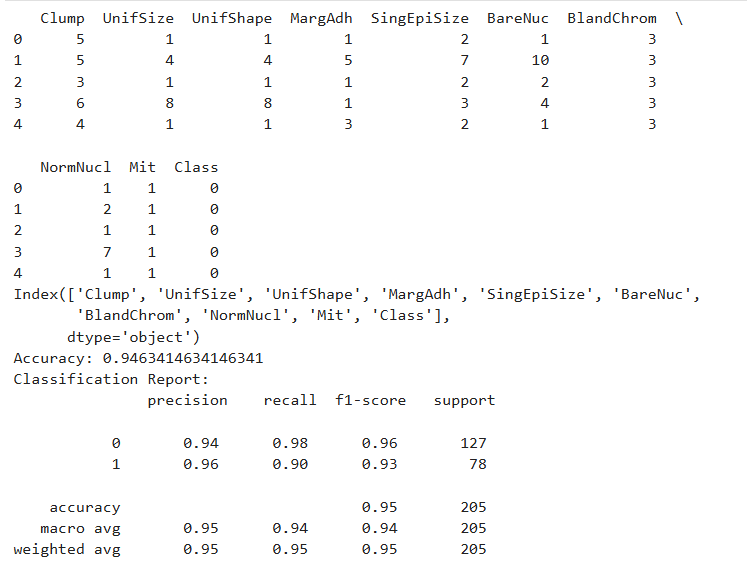 Clump UnifSize UnifShape MargAdh SingEpiSize BareNuc BlandChrom \
0 5 1 1 1 2 1 3
1 5 4 4 5 7 10 3
2 3 1 1 1 2 2 3
3 6 8 8 1 3 4 3
4 4 1 1 3 2 1 3
NormNucl Mit Class
0 1 1 0
1 2 1 0
2 1 1 0
3 7 1 0
4 1 1 0
Index(['Clump', 'UnifSize', 'UnifShape', 'MargAdh', 'SingEpiSize', 'BareNuc',
'BlandChrom', 'NormNucl', 'Mit', 'Class'],
dtype='object')
Accuracy: 0.9463414634146341
Classification Report:
precision recall f1-score support
0 0.94 0.98 0.96 127
1 0.96 0.90 0.93 78
accuracy 0.95 205
macro avg 0.95 0.94 0.94 205
weighted avg 0.95 0.95 0.95 205